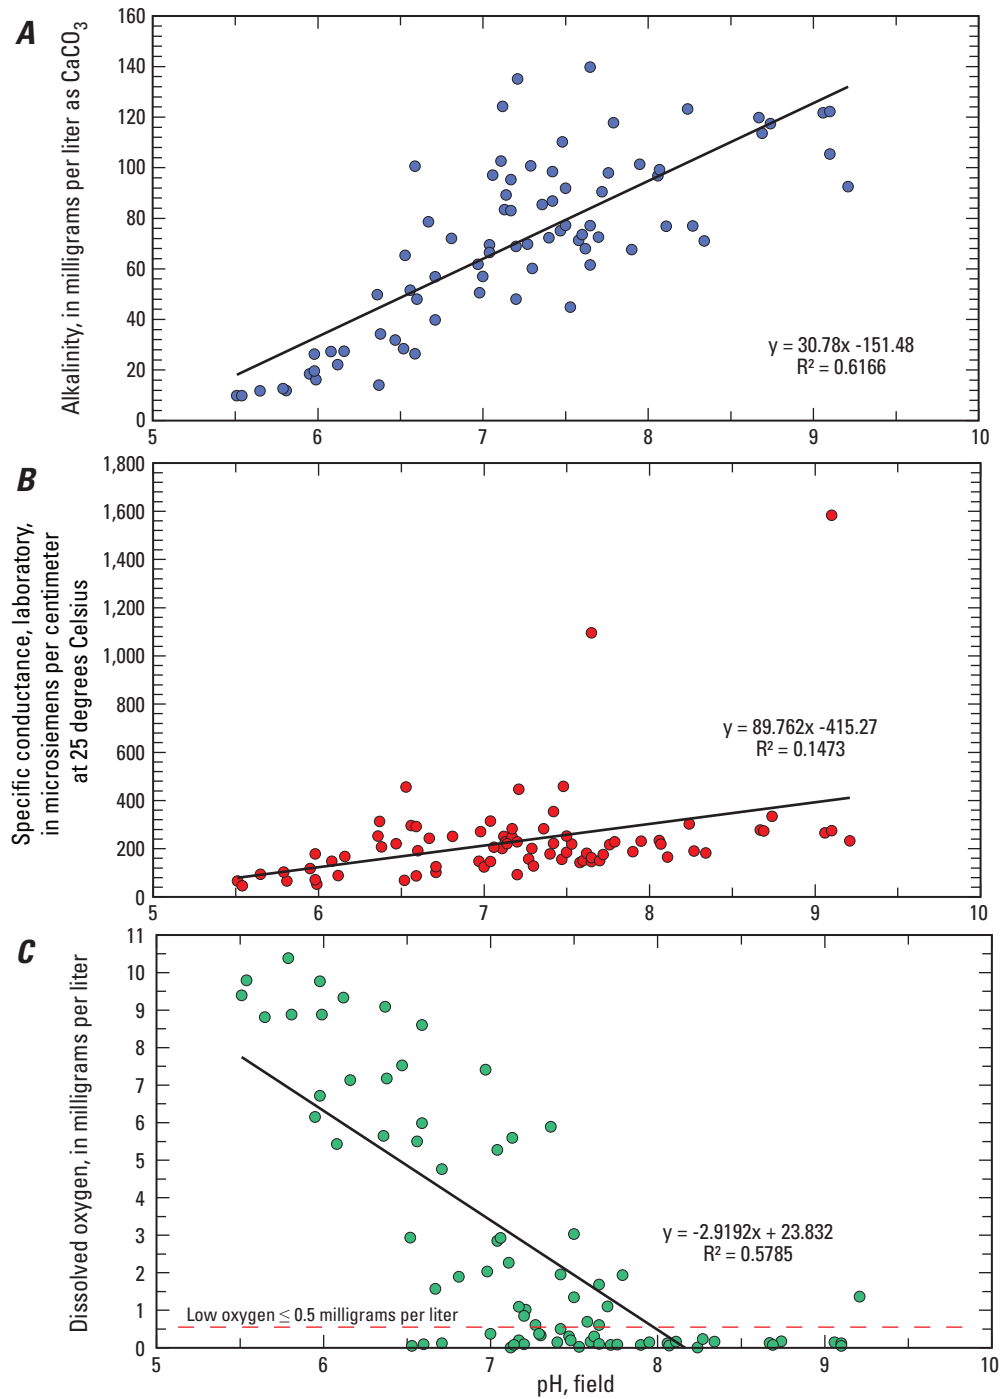 A
Alkalinity, in milligrams per liter as CaCO₃
160
140
120
100
80
60
40
20
0
y = 30.78x -151.48
R² = 0.6166
5 6 7 8 9 10
B
Specific conductance, laboratory,
in microsiemens per centimeter
at 25 degrees Celsius
1,800
1,600
1,400
1,200
1,000
800
600
400
200
0
y = 89.762x -415.27
R² = 0.1473
5 6 7 8 9 10
C
Dissolved oxygen, in milligrams per liter
11
10
9
8
7
6
5
4
3
2
1
0
y = -2.9192x + 23.832
R² = 0.5785
Low oxygen ≤ 0.5 milligrams per liter
5 6 7 8 9 10
pH, field